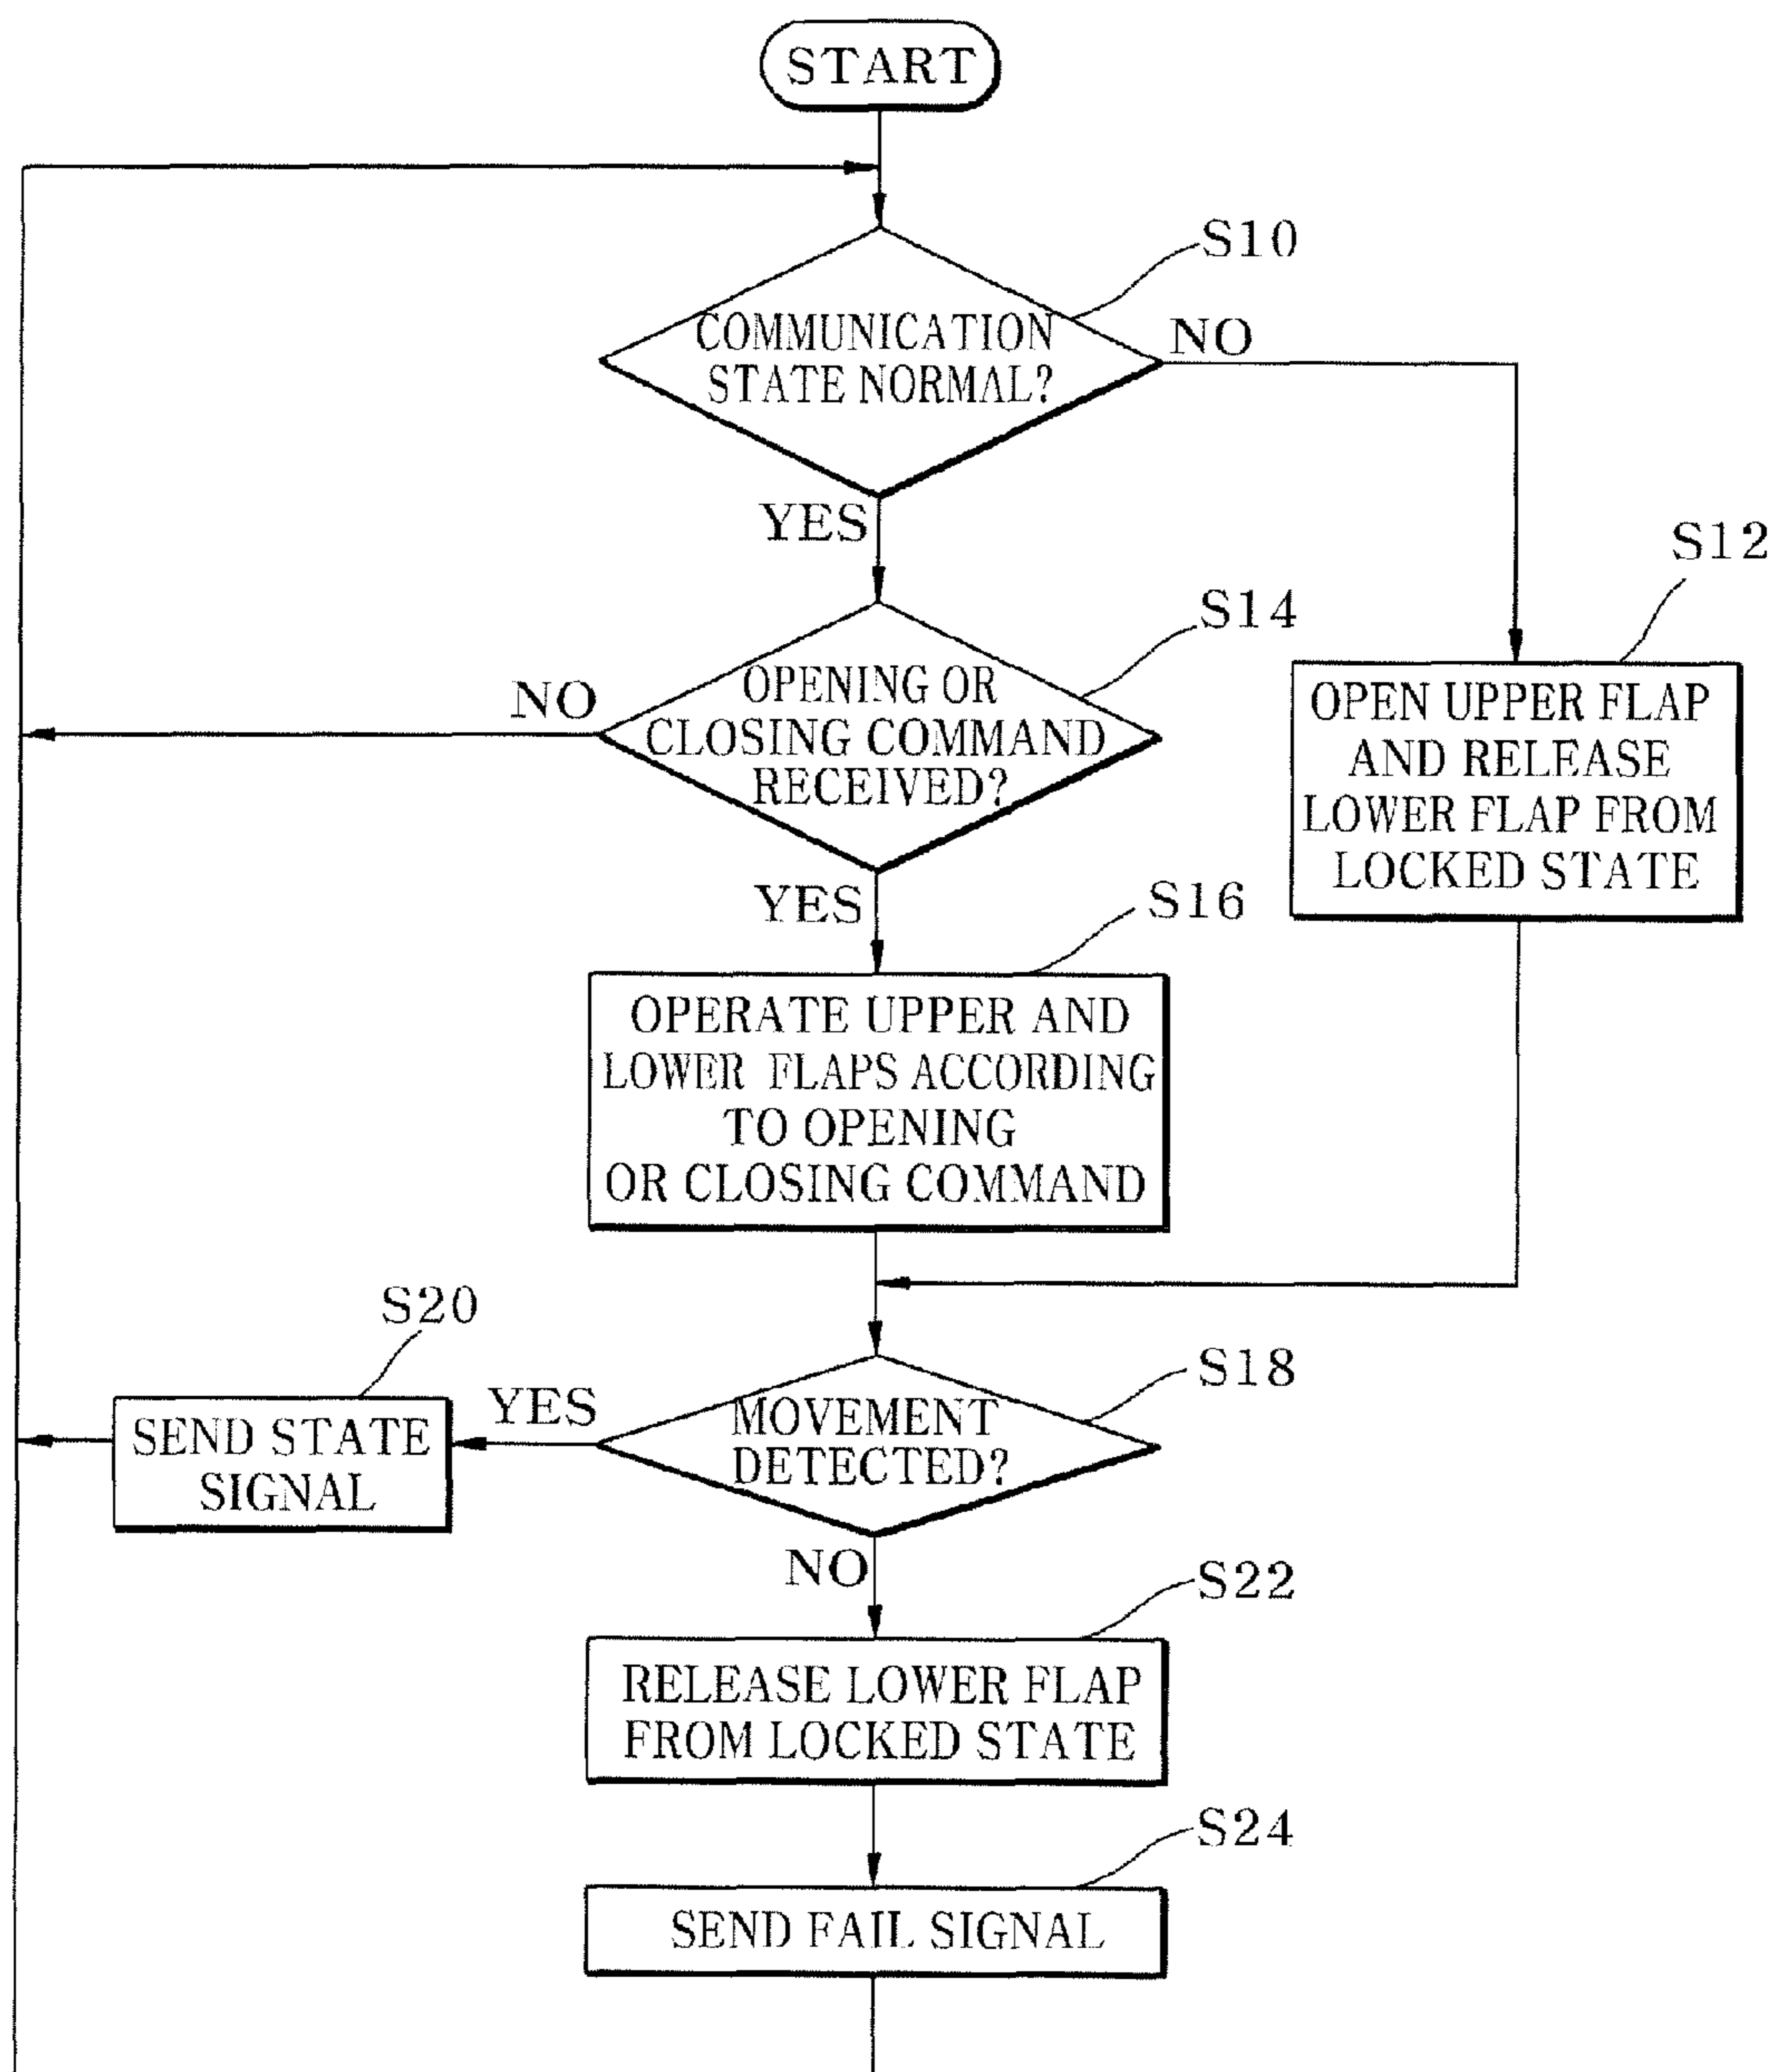 START
S10
COMMUNICATION
STATE NORMAL?
NO
YES
S12
OPEN UPPER FLAP
AND RELEASE
LOWER FLAP FROM
LOCKED STATE
S14
OPENING OR
CLOSING COMMAND
RECEIVED?
NO
YES
S16
OPERATE UPPER AND
LOWER FLAPS ACCORDING
TO OPENING
OR CLOSING COMMAND
S18
MOVEMENT
DETECTED?
YES
S20
SEND STATE
SIGNAL
NO
S22
RELEASE LOWER FLAP
FROM LOCKED STATE
S24
SEND FAIL SIGNAL